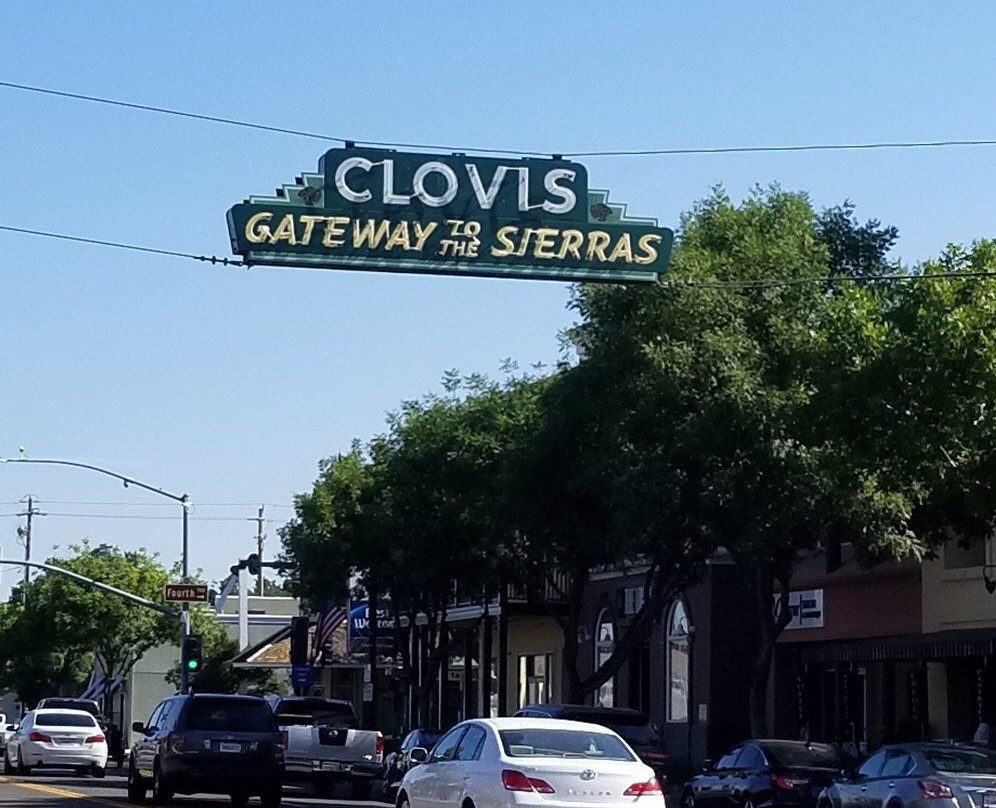 CLOVIS
GATEWAY TO THE SIERRAS
Fourth